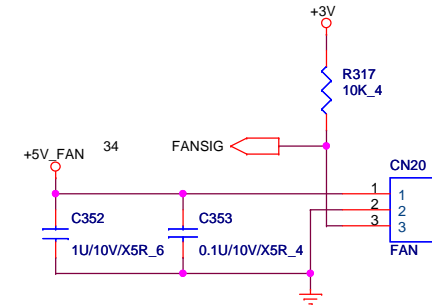 +3V
R317
10K_4
34
FANSIG
+5V_FAN
CN20
1
1
2
2
3
3
C352
C353
1U/10V/X5R_6
0.1U/10V/X5R_4
FAN